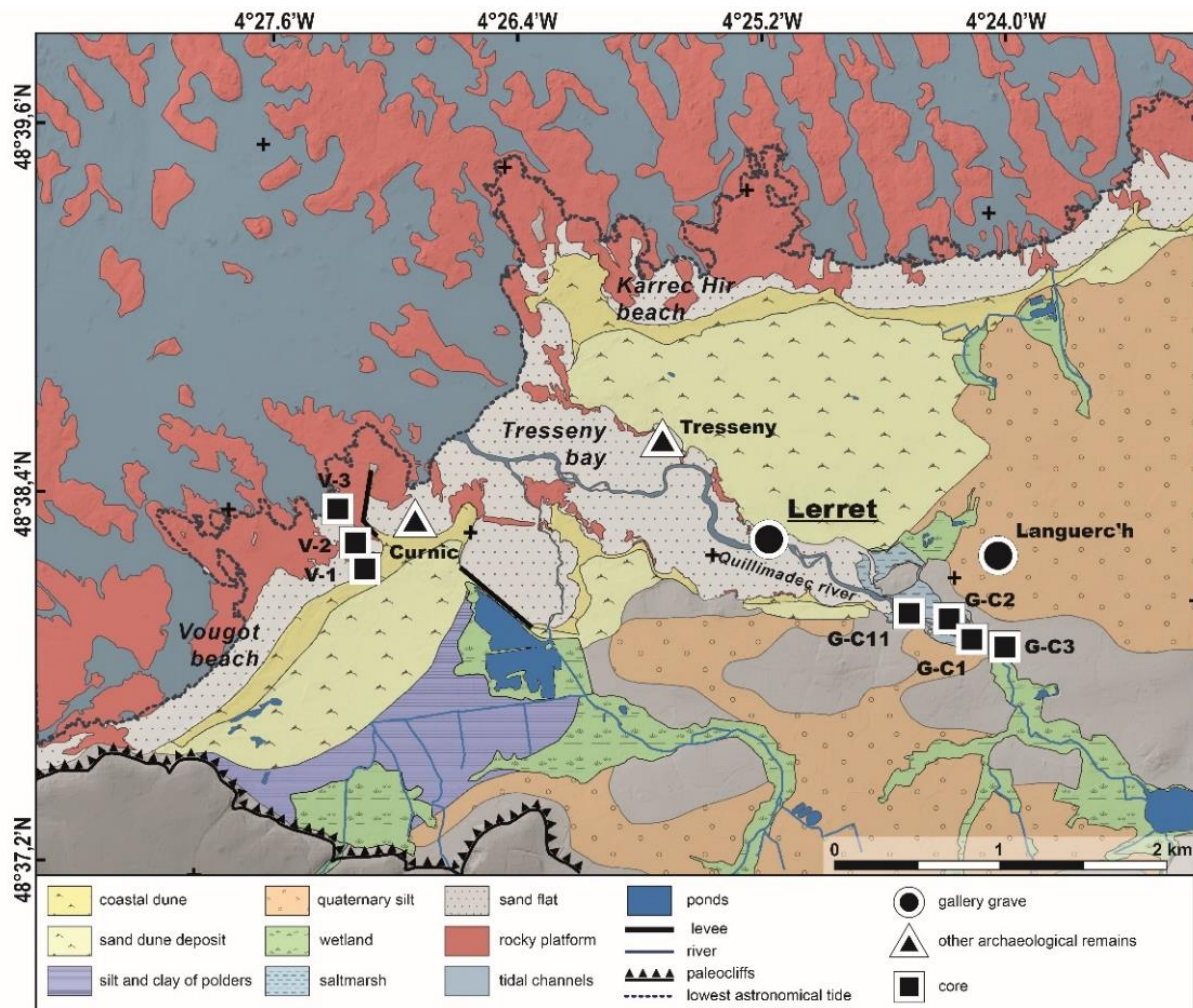 4°27.6'W
4°26.4'W
4°25.2'W
4°24.0'W
48°39,6'N
48°38,4'N
48°37,2'N
Karrec Hir
beach
Tresseny
bay
Tresseny
V-3
V-2
V-1
Curnic
Lerret
Languerc'h
Quillimadec river
Vougot
beach
G-C11
G-C2
G-C1
G-C3
0 1 2 km
coastal dune
quaternary silt
sand flat
ponds
gallery grave
levee
sand dune deposit
wetland
rocky platform
river
other archaeological remains
silt and clay of polders
saltmarsh
tidal channels
paleocliffs
lowest astronomical tide
core